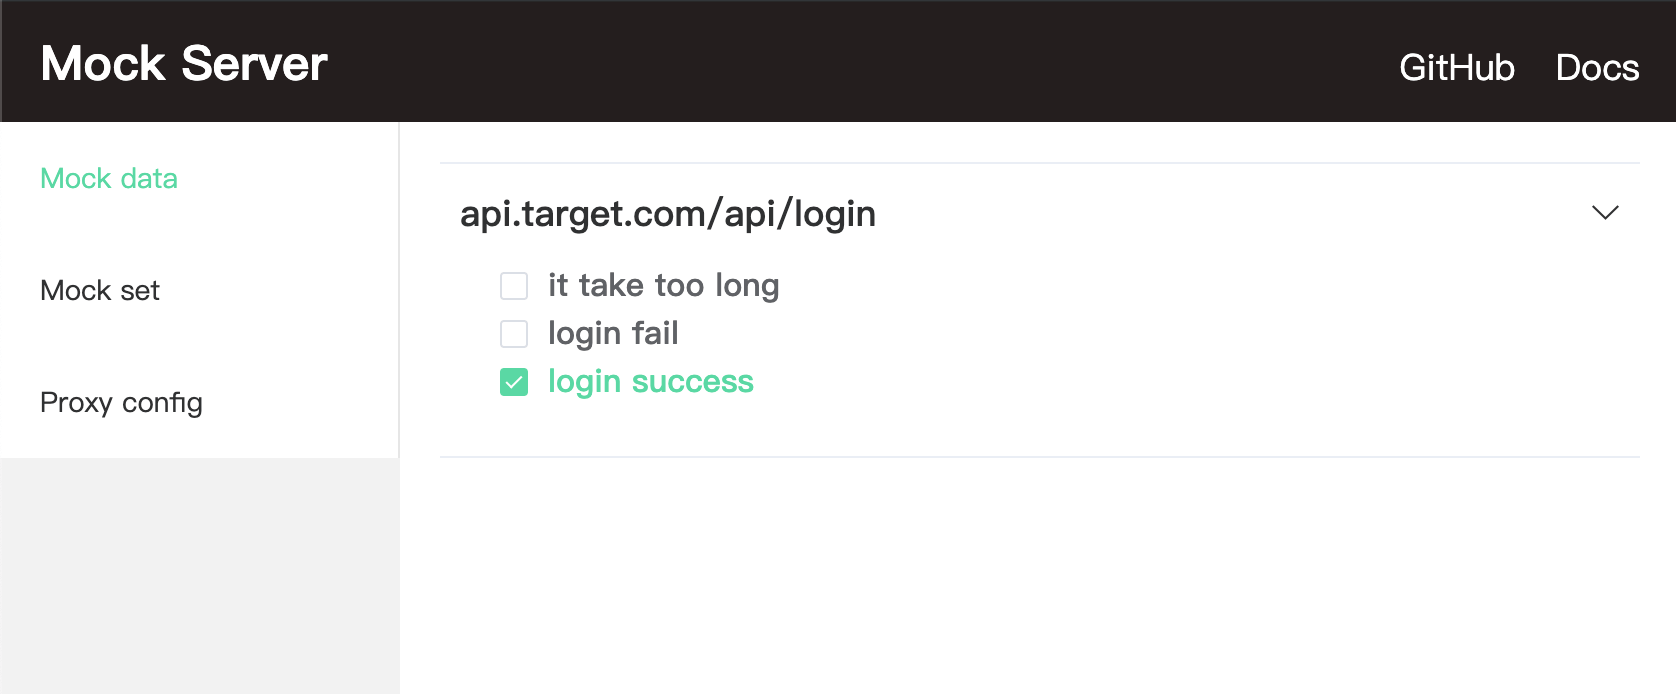 Mock Server
GitHub Docs
Mock data
Mock set
Proxy config
api.target.com/api/login
it take too long
login fail
login success